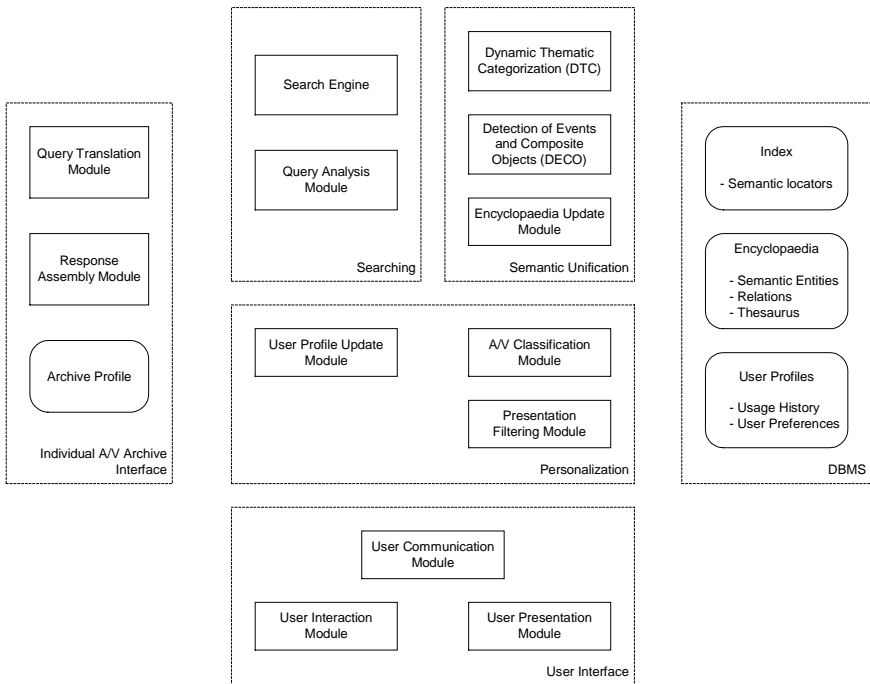 Query Translation
Module
Response
Assembly Module
Archive Profile
Individual A/V Archive
Interface
Search Engine
Query Analysis
Module
Searching
Dynamic Thematic
Categorization (DTC)
Detection of Events
and Composite
Objects (DECO)
Encyclopaedia Update
Module
Semantic Unification
User Profile Update
Module
A/V Classification
Module
Presentation
Filtering Module
Personalization
User Communication
Module
User Interaction
Module
User Presentation
Module
User Interface
Index
- Semantic locators
Encyclopaedia
- Semantic Entities
- Relations
- Thesaurus
User Profiles
- Usage History
- User Preferences
DBMS